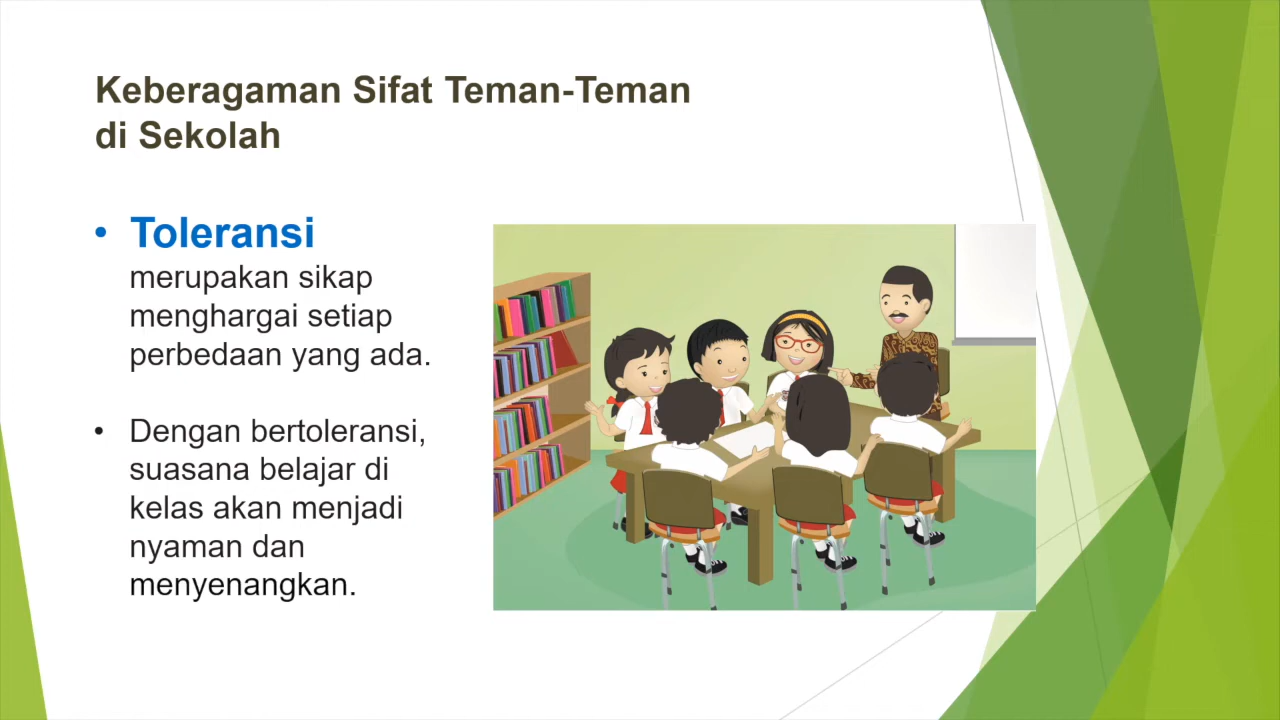 Keberagaman Sifat Teman-Teman
di Sekolah
• Toleransi
merupakan sikap
menghargai setiap
perbedaan yang ada.
• Dengan bertoleransi,
suasana belajar di
kelas akan menjadi
nyaman dan
menyenangkan.